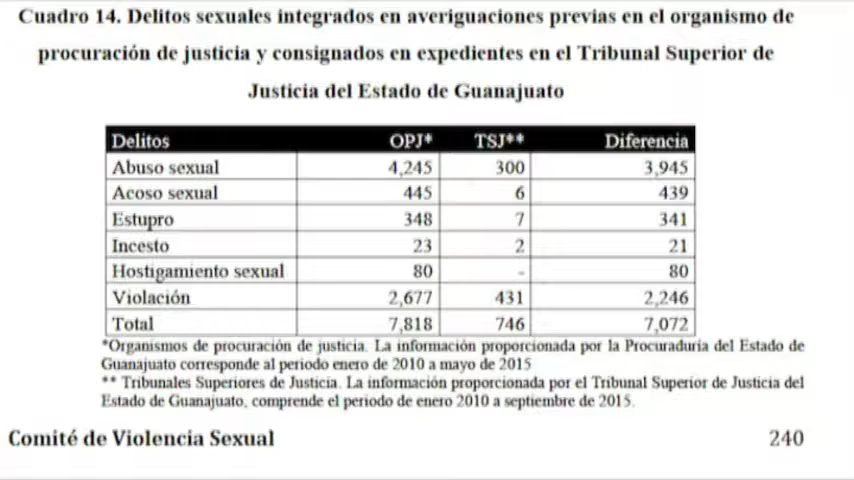 Cuadro 14. Delitos sexuales integrados en averiguaciones previas en el organismo de
procuración de justicia y consignados en expedientes en el Tribunal Superior de
Justicia del Estado de Guanajuato
Delitos OPJ* TSJ** Diferencia
Abuso sexual 4,245 300 3,945
Acoso sexual 445 6 439
Estupro 348 7 341
Incesto 23 2 21
Hostigamiento sexual 80 - 80
Violación 2,677 431 2,246
Total 7,818 746 7,072
*Organismos de procuración de justicia. La información proporcionada por la Procuraduría del Estado de
Guanajuato corresponde al periodo enero de 2010 a mayo de 2015
** Tribunales Superiores de Justicia. La información proporcionada por el Tribunal Superior de Justicia del
Estado de Guanajuato, comprende el periodo de enero 2010 a septiembre de 2015.
Comité de Violencia Sexual 240